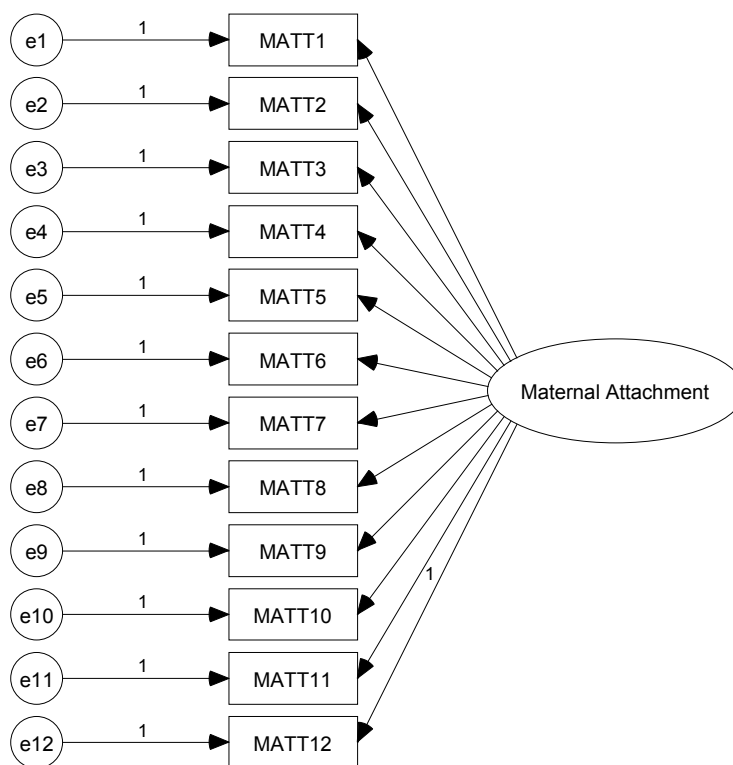 e1 1 MATT1
e2 1 MATT2
e3 1 MATT3
e4 1 MATT4
e5 1 MATT5
e6 1 MATT6
Maternal Attachment
e7 1 MATT7
e8 1 MATT8
e9 1 MATT9
1
e10 1 MATT10
e11 1 MATT11
e12 1 MATT12